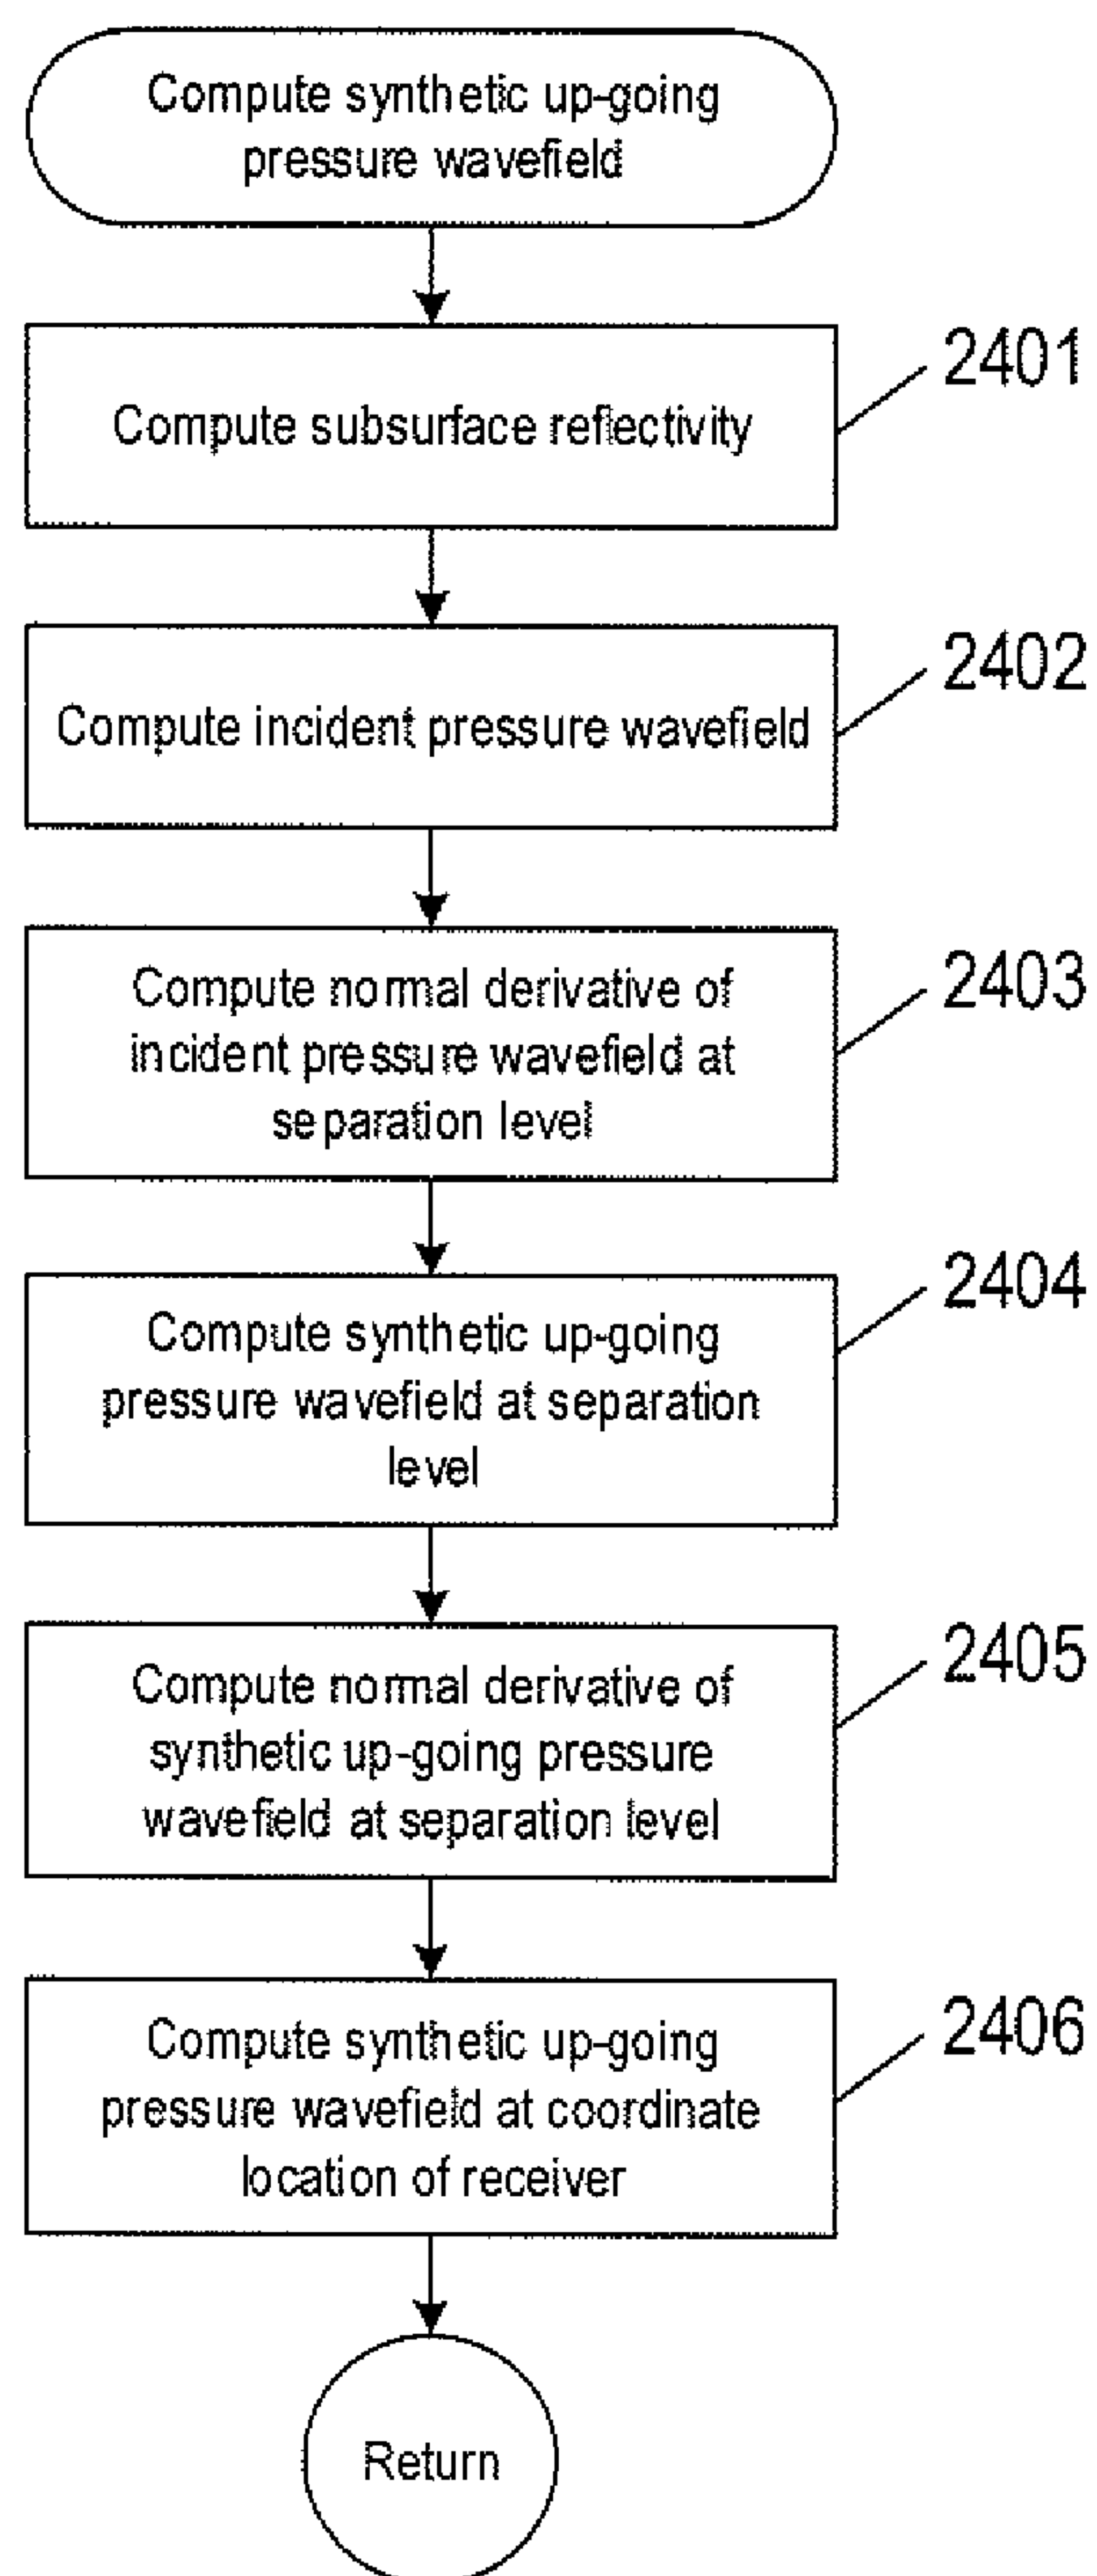 Compute synthetic up-going
pressure wavefield
2401
Compute subsurface reflectivity
2402
Compute incident pressure wavefield
2403
Compute normal derivative of
incident pressure wavefield at
separation level
2404
Compute synthetic up-going
pressure wavefield at separation
level
2405
Compute normal derivative of
synthetic up-going pressure
wavefield at separation level
2406
Compute synthetic up-going
pressure wavefield at coordinate
location of receiver
Return